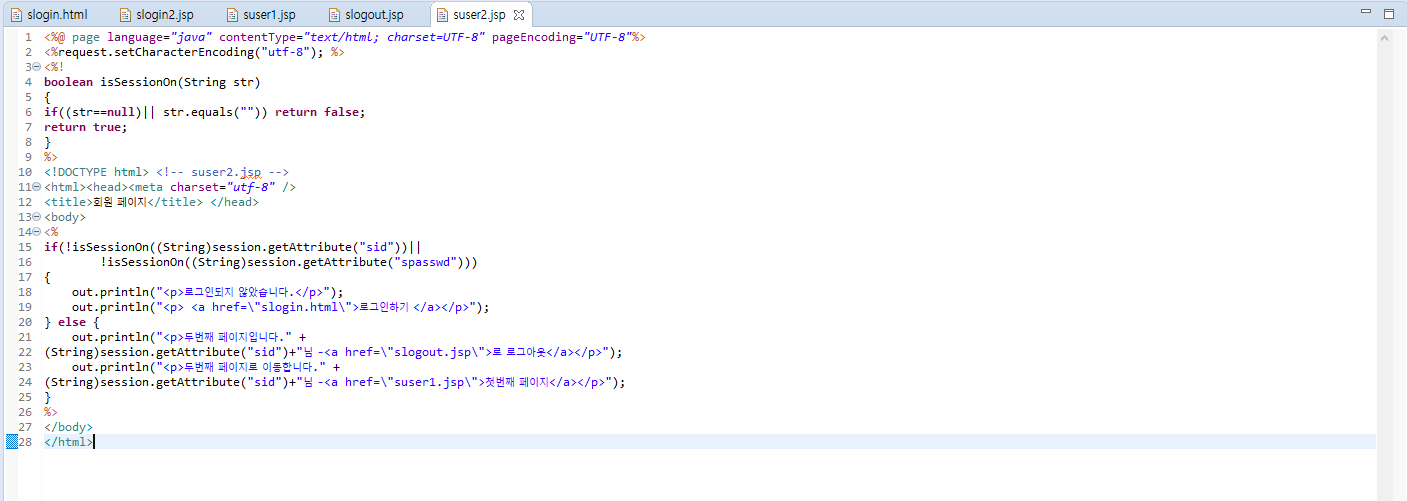 slogin.html slogin2.jsp suser1.jsp slogout.jsp suser2.jsp
1 <%@ page language="java" contentType="text/html; charset=UTF-8" pageEncoding="UTF-8"%>
2 <%request.setCharacterEncoding("utf-8"); %>
3 <%!
4 boolean isSessionOn(String str)
5 {
6 if((str==null)|| str.equals("")) return false;
7 return true;
8 }
9 %>
10 <!DOCTYPE html> <!-- suser2.jsp -->
11 <html><head><meta charset="utf-8" />
12 <title>회원 페이지</title> </head>
13 <body>
14 <%
15 if(!isSessionOn((String)session.getAttribute("sid"))||
16 !isSessionOn((String)session.getAttribute("spasswd")))
17 {
18 out.println("<p>로그인되지 않았습니다.</p>");
19 out.println("<p> <a href=\"slogin.html\">로그인하기 </a></p>");
20 } else {
21 out.println("<p>두번째 페이지입니다." +
22 (String)session.getAttribute("sid")+"님 -<a href=\"slogout.jsp\">로 로그아웃</a></p>");
23 out.println("<p>두번째 페이지로 이동합니다." +
24 (String)session.getAttribute("sid")+"님 -<a href=\"suser1.jsp\">첫번째 페이지</a></p>");
25 }
26 %>
27 </body>
28 </html>